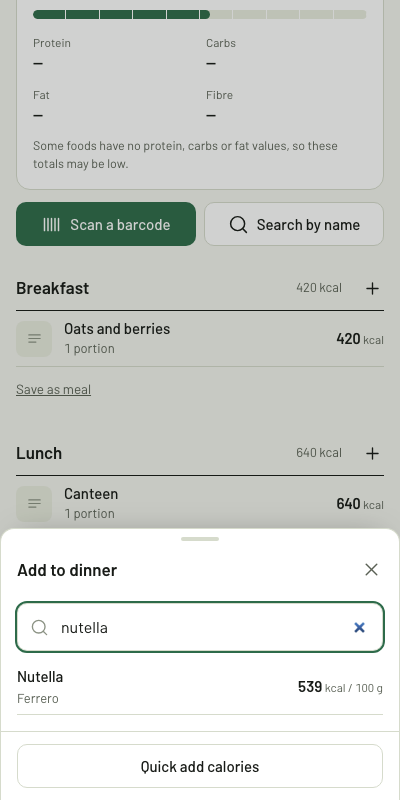 Protein
Carbs
–
–
Fat
Fibre
–
–
Some foods have no protein, carbs or fat values, so these
totals may be low.
Scan a barcode
Search by name
Breakfast
420 kcal
Oats and berries
1 portion
420 kcal
Save as meal
Lunch
640 kcal
Canteen
1 portion
640 kcal
Add to dinner
nutella
Nutella
Ferrero
539 kcal / 100 g
Quick add calories